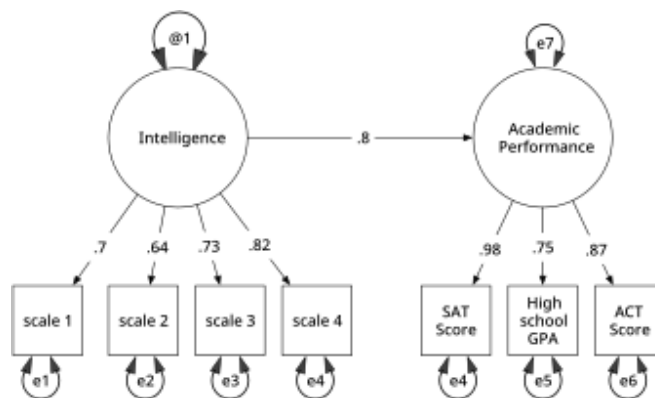 @1
e7
Intelligence
.8
Academic
Performance
.7
.64
.73
.82
.98
.75
.87
scale 1
scale 2
scale 3
scale 4
SAT
Score
High
school
GPA
ACT
Score
e1
e2
e3
e4
e4
e5
e6